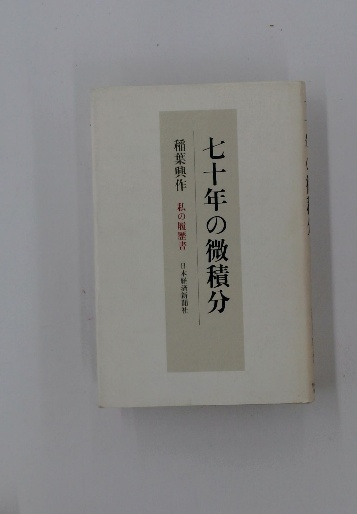 七十年の微積分
稲葉興作 私の履歴書 日本経済新聞社